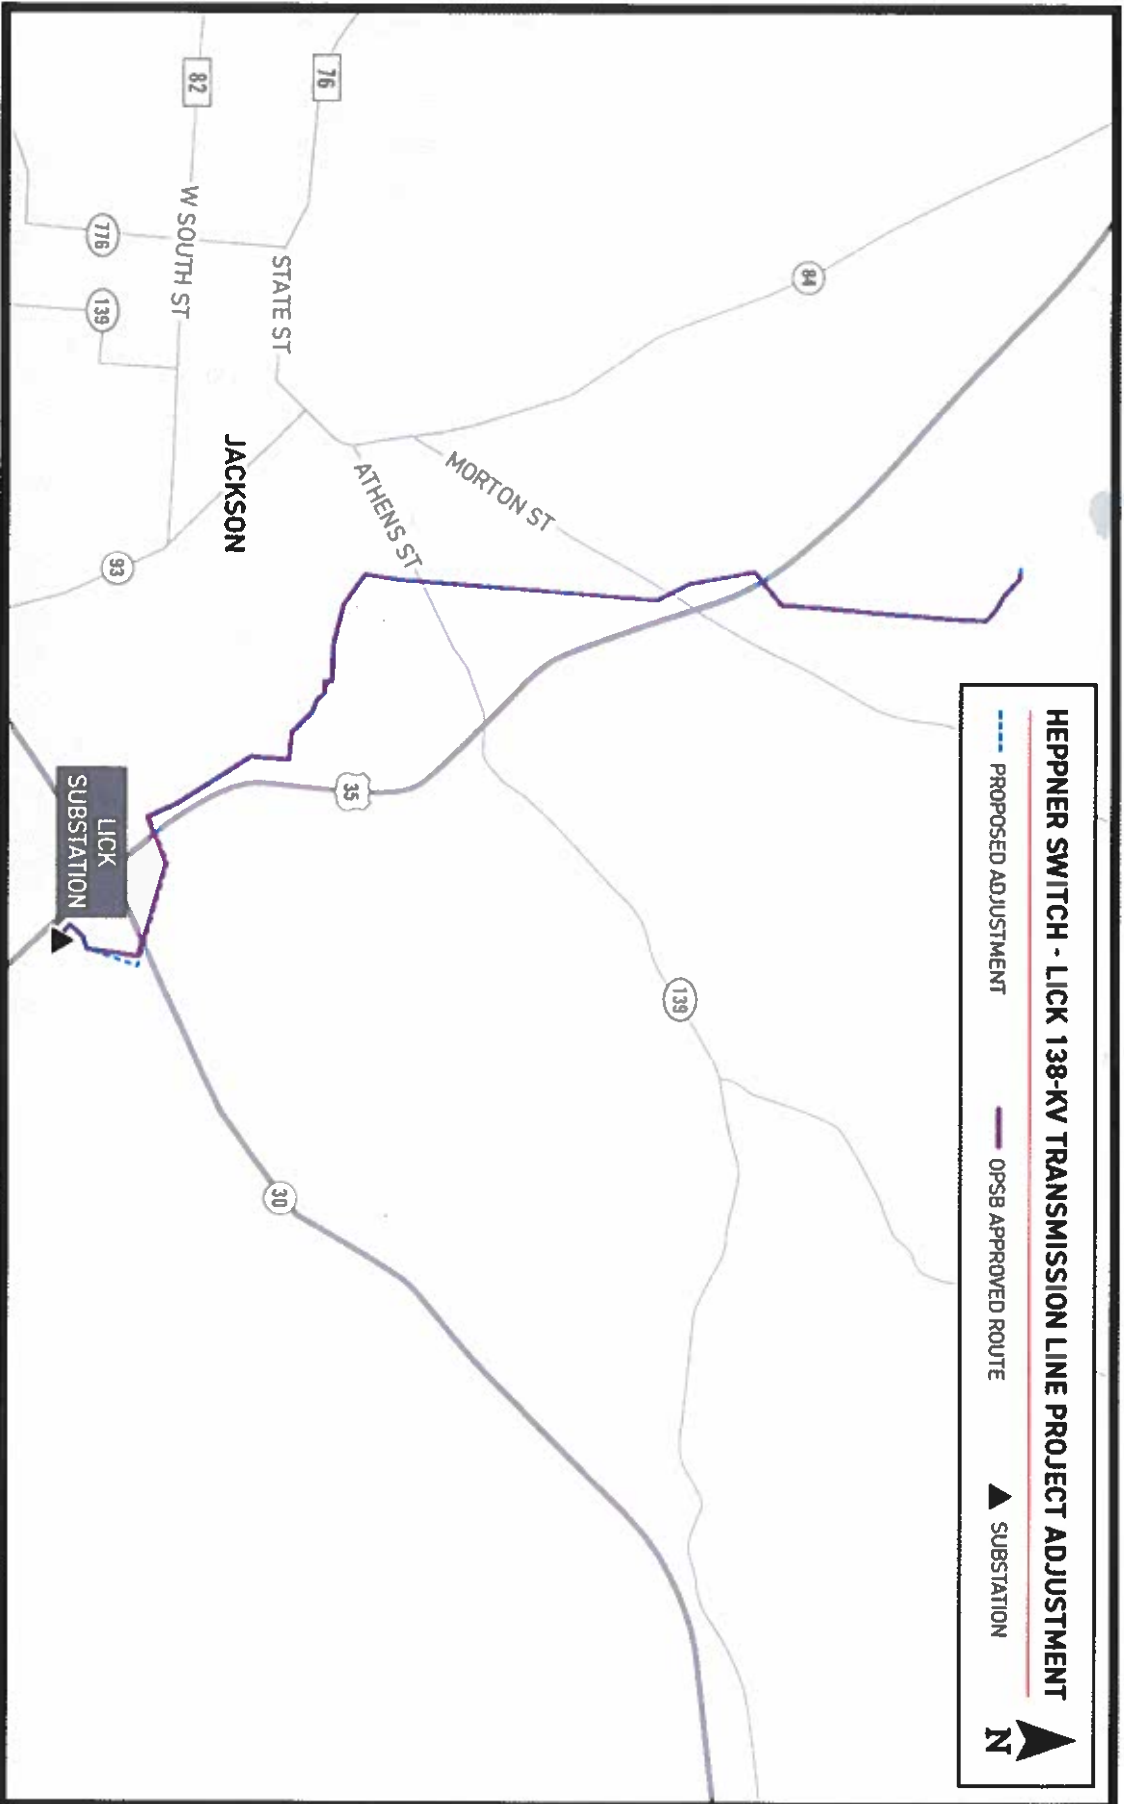 HEPPNER SWITCH - LICK 138-KV TRANSMISSION LINE PROJECT ADJUSTMENT
PROPOSED ADJUSTMENT
OPSB APPROVED ROUTE
SUBSTATION
N
84
MORTON ST
139
ATHENS ST
35
76
STATE ST
30
JACKSON
82
W SOUTH ST
776
139
93
LICK
SUBSTATION